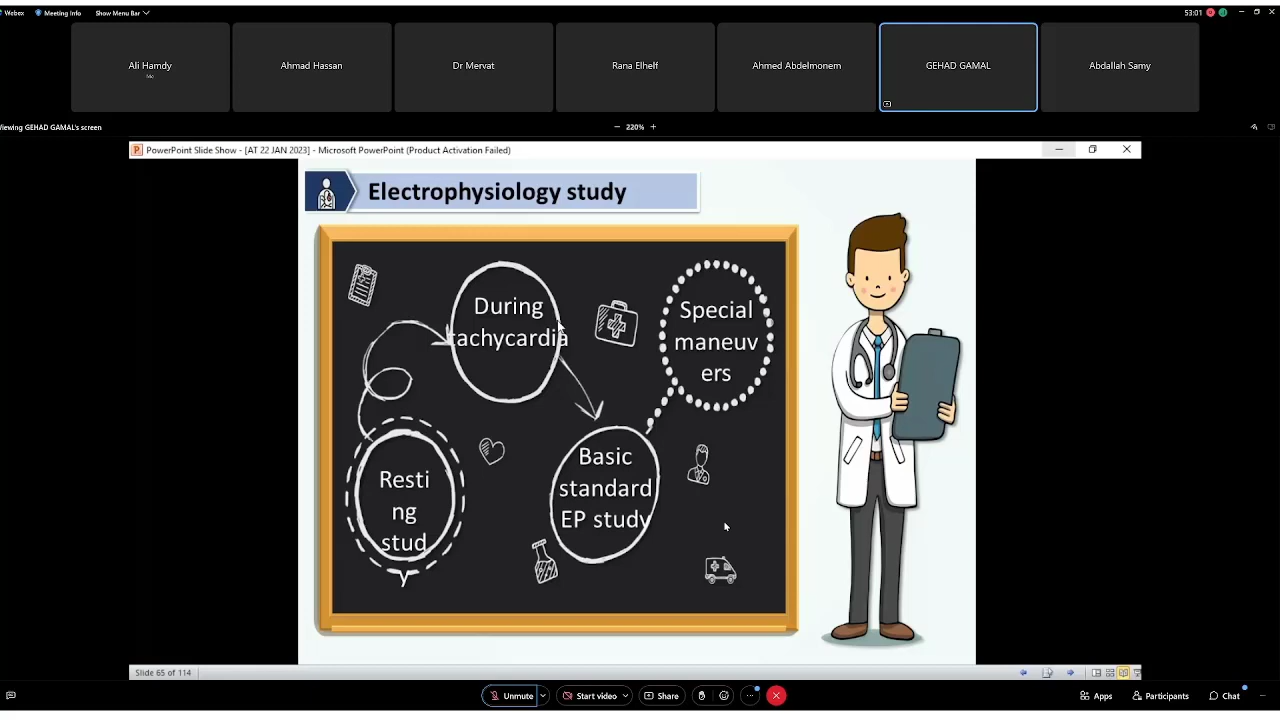 Webex
Meeting Info
Show Menu Bar
53:01
Ali Hamdy
Me
Ahmad Hassan
Dr Mervat
Rana Elhelf
Ahmed Abdelmonem
GEHAD GAMAL
Abdallah Samy
iewing GEHAD GAMAL's screen
220%
PowerPoint Slide Show - [AT 22 JAN 2023] - Microsoft PowerPoint (Product Activation Failed)
Electrophysiology study
During
tachycardia
Special
maneuv
ers
Resti
ng
stud
y
Basic
standard
EP study
Slide 65 of 114
Unmute
Start video
Share
Apps
Participants
Chat